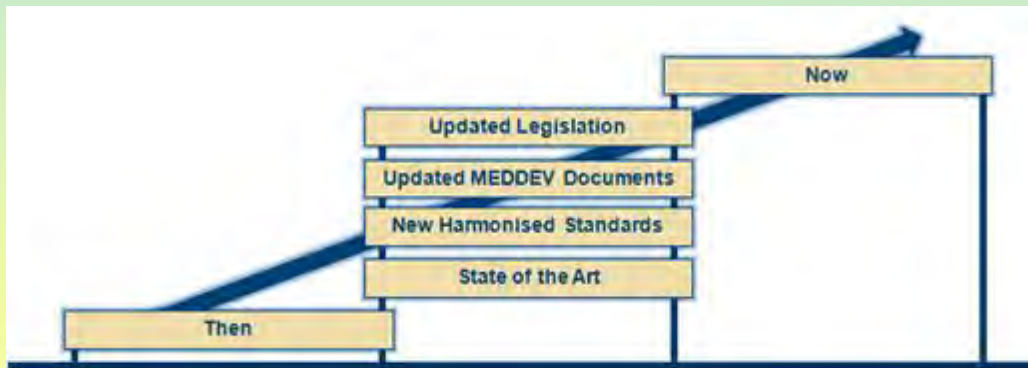 Now
Updated Legislation
Updated MEDDEV Documents
New Harmonised Standards
State of the Art
Then